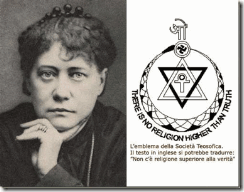 ॐ
THERE IS NO RELIGION HIGHER THAN TRUTH
L'emblema della Società Teosofica.
Il testo in inglese si potrebbe tradurre:
"Non c'è religione superiore alla verità"